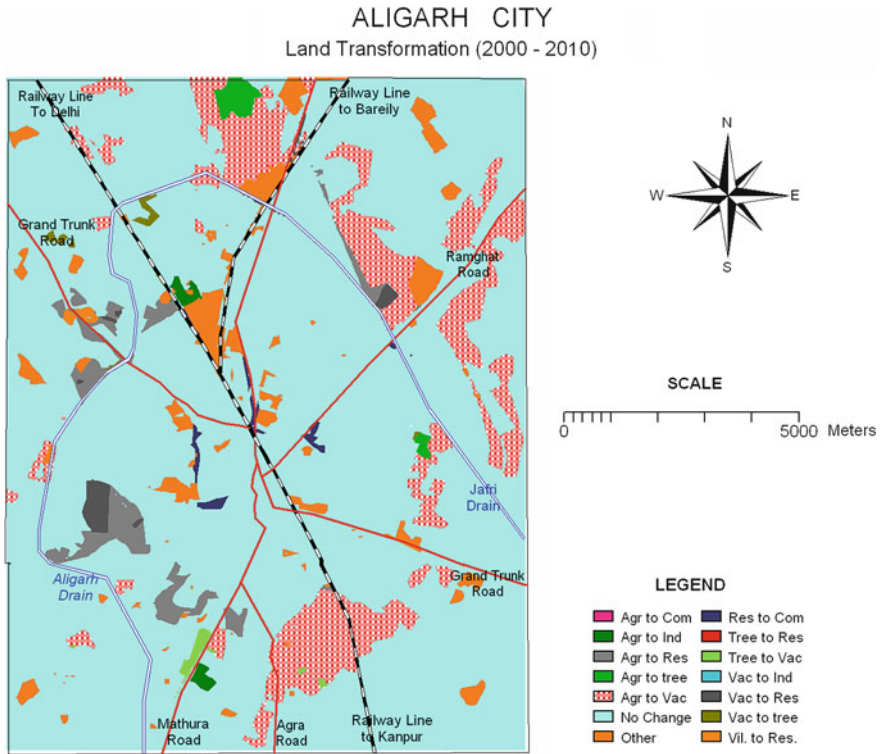 ALIGARH CITY
Land Transformation (2000 - 2010)
Railway Line
To Delhi
Railway Line
to Bareily
Grand Trunk
Road
Ramghat
Road
Jafri
Drain
Aligarh
Drain
Grand Trunk
Road
Mathura
Road
Agra
Road
Railway Line
to Kanpur
N
W
E
S
SCALE
0 5000 Meters
LEGEND
Agr to Com
Agr to Ind
Agr to Res
Agr to tree
Agr to Vac
No Change
Other
Res to Com
Tree to Res
Tree to Vac
Vac to Ind
Vac to Res
Vac to tree
Vil. to Res.